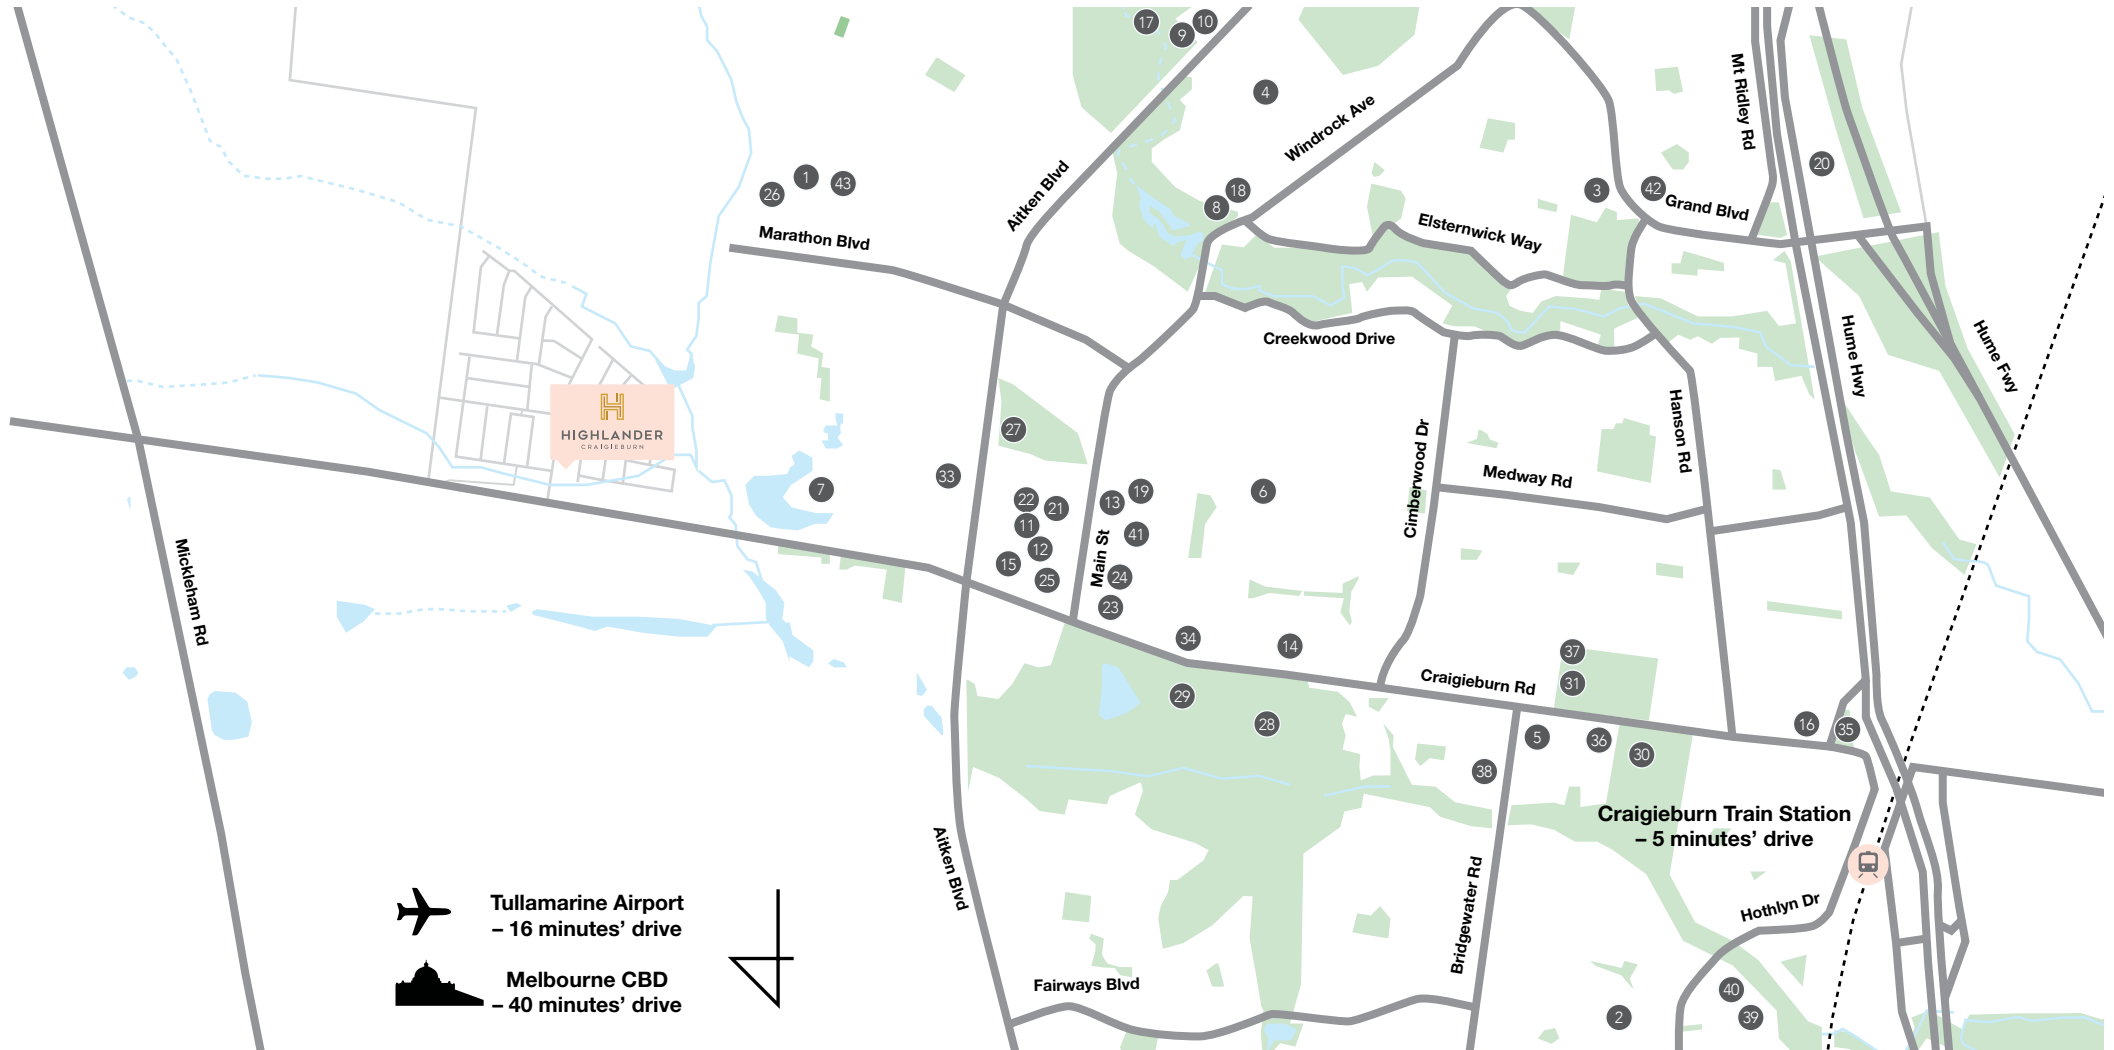 17
10
9
4
Windrock Ave
Mt Ridley Rd
20
1
43
26
Aitken Blvd
18
8
3
42
Grand Blvd
Marathon Blvd
Elsternwick Way
Creekwood Drive
Hume Hwy
Hume Fwy
HIGHLANDER
CRAIGIEBURN
27
Cimberwood Dr
Hanson Rd
33
7
22
21
11
12
15
25
13
19
41
24
23
Main St
6
Medway Rd
Mickleham Rd
34
14
37
31
Craigieburn Rd
29
28
5
36
30
16
35
38
Craigieburn Train Station
– 5 minutes’ drive
Aitken Blvd
Bridgewater Rd
Hothlyn Dr
Tullamarine Airport
– 16 minutes’ drive
Melbourne CBD
– 40 minutes’ drive
Fairways Blvd
40
39
2